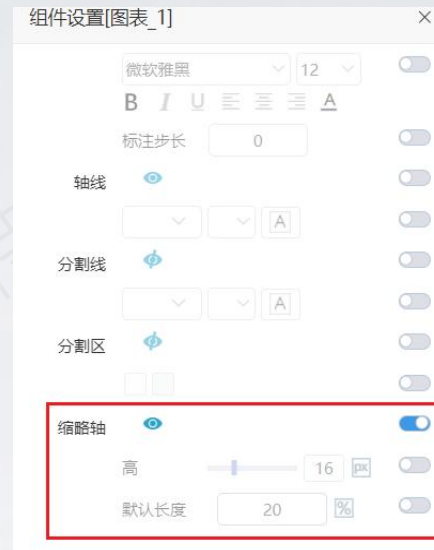 组件设置[图表_1]
微软雅黑 12
B I U A
标注步长 0
轴线
A
分割线
A
分割区
缩略轴
高 16 px
默认长度 20 %